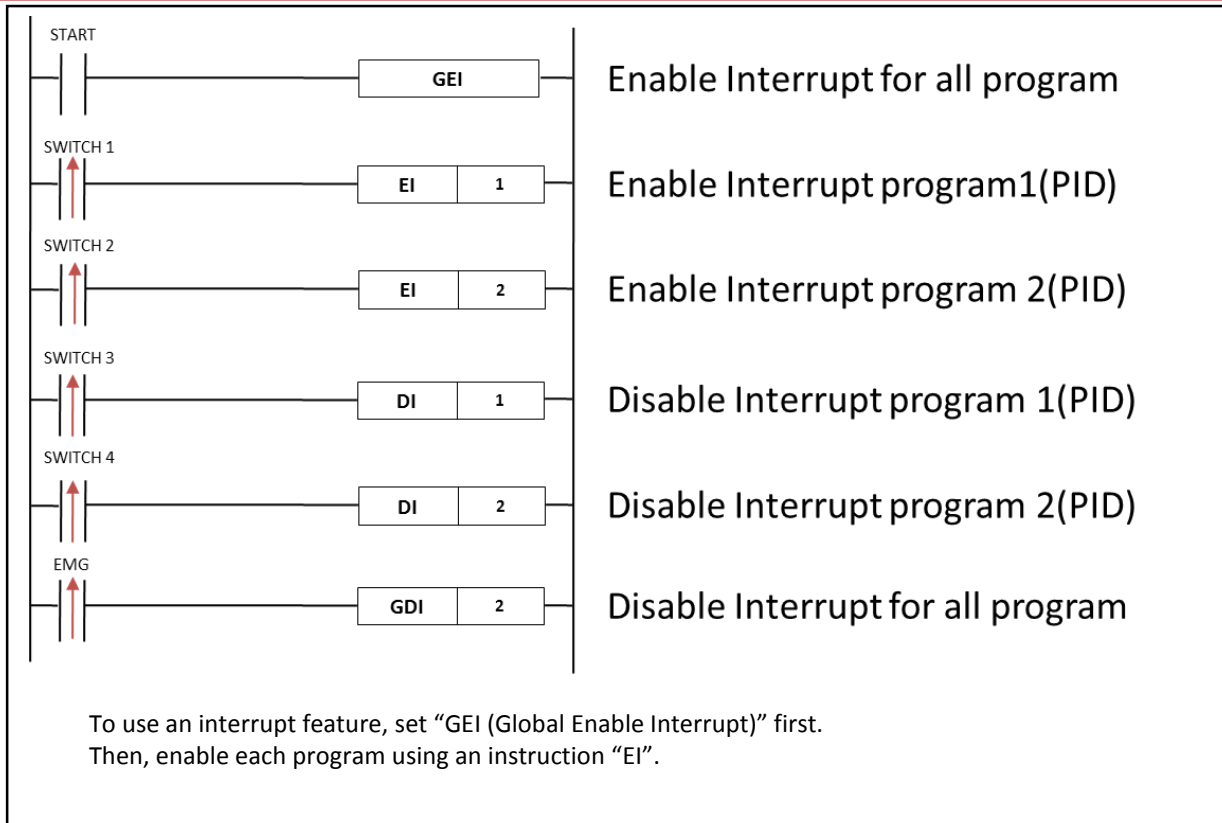 START
GEI
Enable Interrupt for all program
SWITCH 1
EI 1
Enable Interrupt program1(PID)
SWITCH 2
EI 2
Enable Interrupt program 2(PID)
SWITCH 3
DI 1
Disable Interrupt program 1(PID)
SWITCH 4
DI 2
Disable Interrupt program 2(PID)
EMG
GDI 2
Disable Interrupt for all program
To use an interrupt feature, set “GEI (Global Enable Interrupt)” first.
Then, enable each program using an instruction “EI”.